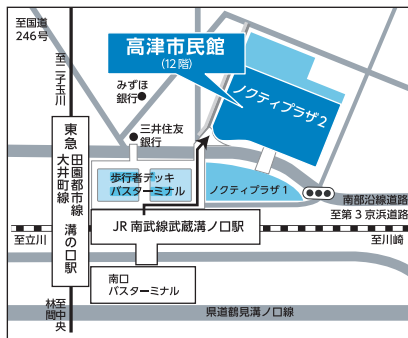 至国道
246号
至二子玉川
高津市民館
(12階)
みずほ
銀行
ノクティプラザ2
三井住友
銀行
東急
田園都市線
大井町線
溝の口駅
歩行者デッキ
バスターミナル
ノクティプラザ1
南部沿線道路
至第3京浜道路
JR南武線武蔵溝ノ口駅
至立川
至川崎
南口
バスターミナル
至中央
林間
県道鶴見溝ノ口線